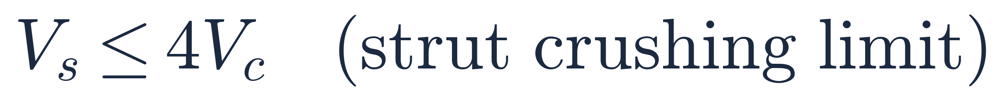 V_s ≤ 4V_c (strut crushing limit)